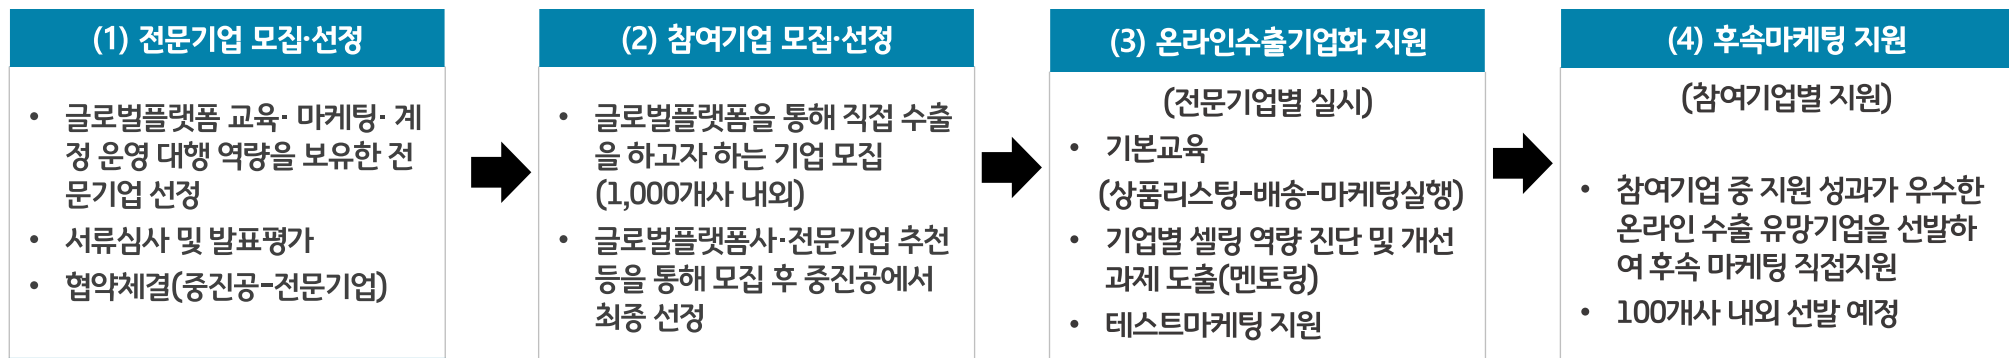 (1) 전문기업 모집·선정
• 글로벌플랫폼 교육· 마케팅· 계
정 운영 대행 역량을 보유한 전
문기업 선정
• 서류심사 및 발표평가
• 협약체결(중진공-전문기업)
(2) 참여기업 모집·선정
• 글로벌플랫폼을 통해 직접 수출
을 하고자 하는 기업 모집
(1,000개사 내외)
• 글로벌플랫폼사·전문기업 추천
등을 통해 모집 후 중진공에서
최종 선정
(3) 온라인수출기업화 지원
(전문기업별 실시)
• 기본교육
(상품리스팅-배송-마케팅실행)
• 기업별 셀링 역량 진단 및 개선
과제 도출(멘토링)
• 테스트마케팅 지원
(4) 후속마케팅 지원
(참여기업별 지원)
• 참여기업 중 지원 성과가 우수한
온라인 수출 유망기업을 선발하
여 후속 마케팅 직접지원
• 100개사 내외 선발 예정